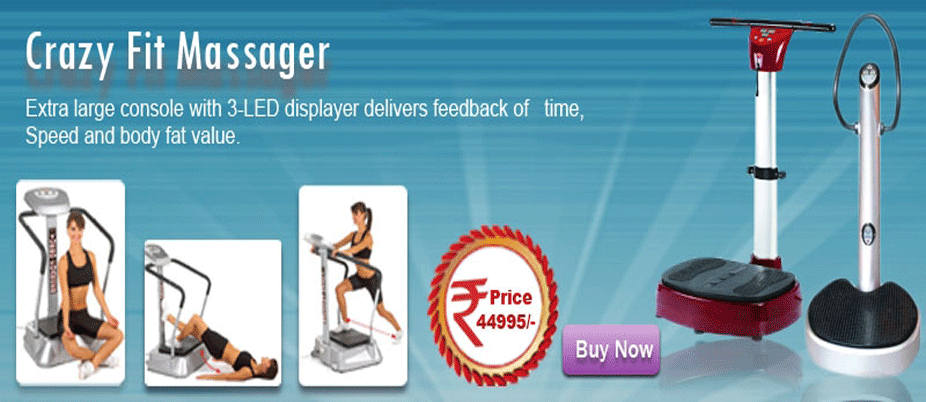 Crazy Fit Massager
Extra large console with 3-LED displayer delivers feedback of time,
Speed and body fat value.
₹ Price
44995/-
Buy Now